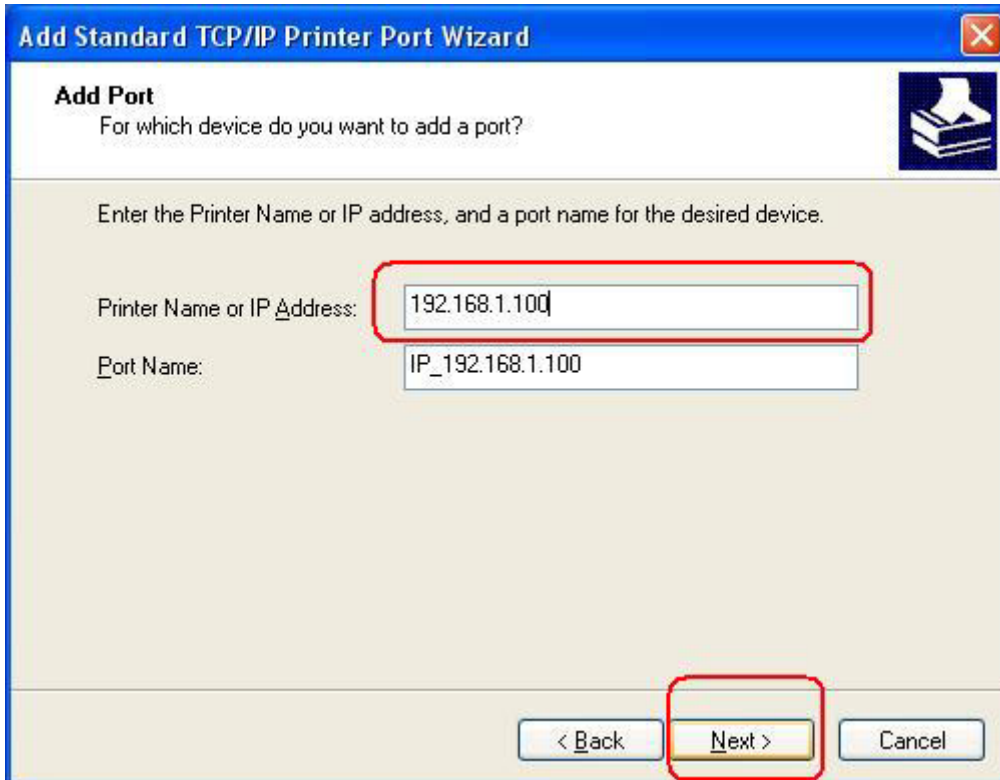 Add Standard TCP/IP Printer Port Wizard
Add Port
For which device do you want to add a port?
Enter the Printer Name or IP address, and a port name for the desired device.
Printer Name or IP Address: 192.168.1.100
Port Name: IP_192.168.1.100
< Back Next > Cancel